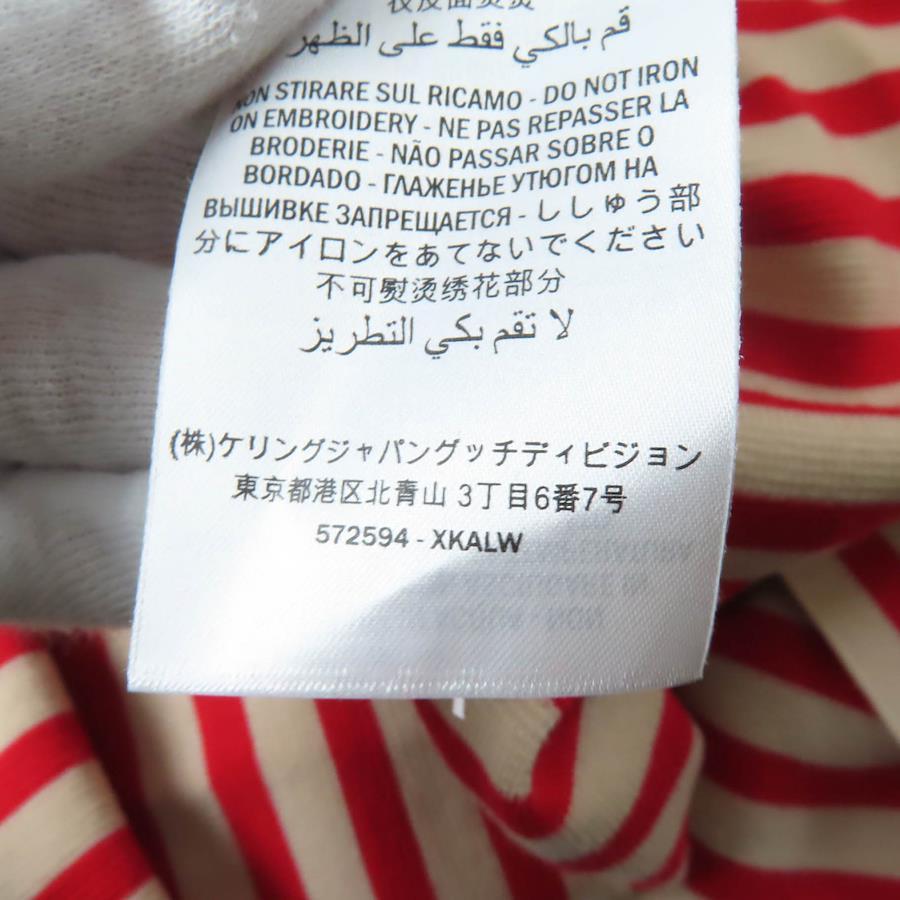 قم بالكي فقط على الظهر
NON STIRARE SUL RICAMO - DO NOT IRON
ON EMBROIDERY - NE PAS REPASSER LA
BRODERIE - NÃO PASSAR SOBRE O
BORDADO - ГЛАЖЕНЬЕ УТЮГОМ НА
ВЫШИВКЕ ЗАПРЕЩАЕТСЯ - ししゅう部
分にアイロンをあてないでください
不可熨烫绣花部分
لا تقم بكي التطريز
(株)ケリングジャパングッチディビジョン
東京都港区北青山 3丁目6番7号
572594 - XKALW